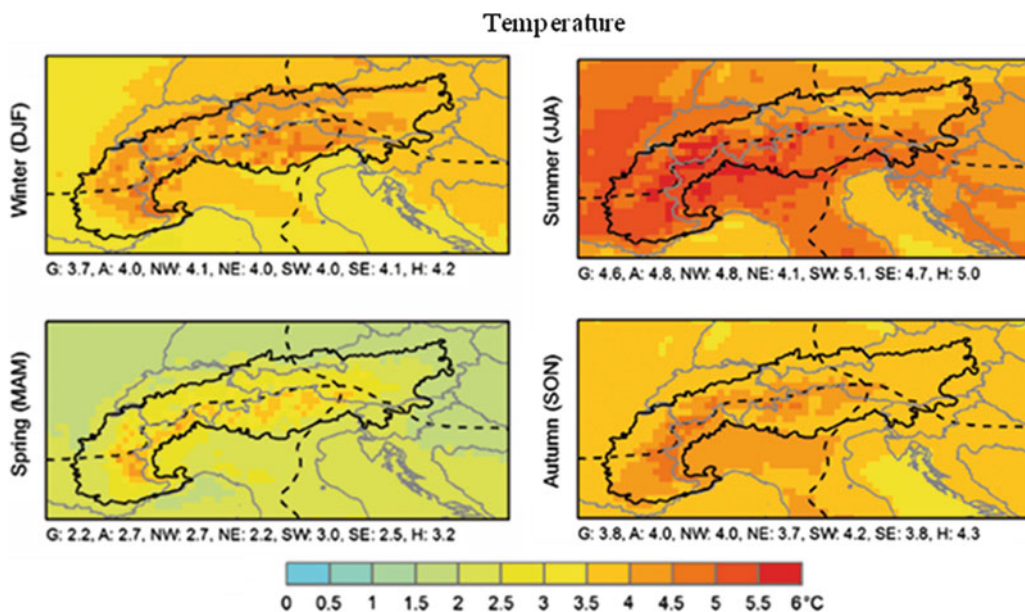 Temperature
Winter (DJF)
G: 3.7, A: 4.0, NW: 4.1, NE: 4.0, SW: 4.0, SE: 4.1, H: 4.2
Summer (JJA)
G: 4.6, A: 4.8, NW: 4.8, NE: 4.1, SW: 5.1, SE: 4.7, H: 5.0
Spring (MAM)
G: 2.2, A: 2.7, NW: 2.7, NE: 2.2, SW: 3.0, SE: 2.5, H: 3.2
Autumn (SON)
G: 3.8, A: 4.0, NW: 4.0, NE: 3.7, SW: 4.2, SE: 3.8, H: 4.3
0 0.5 1 1.5 2 2.5 3 3.5 4 4.5 5 5.5 6°C